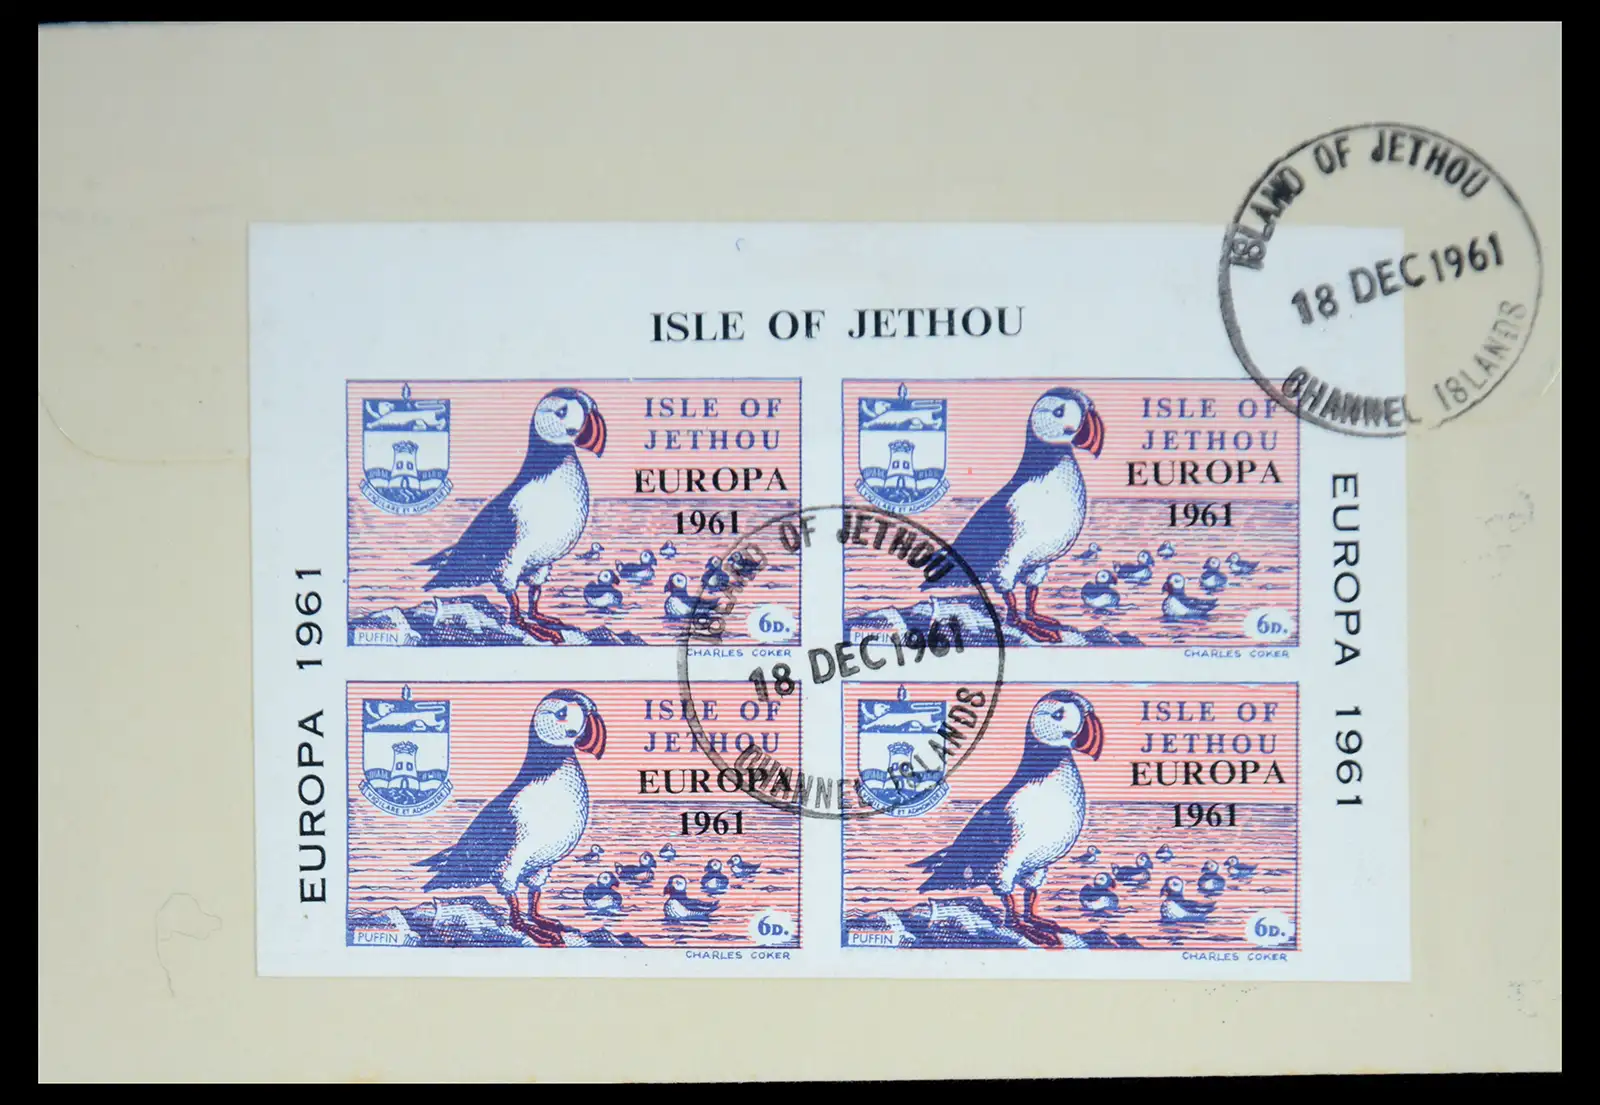 ISLAND OF JETHOU
18 DEC 1961
CHANNEL ISLANDS
ISLE OF JETHOU
EUROPA 1961
ISLE OF
JETHOU
EUROPA
1961
PUFFIN
6D.
CHARLES COKER
ISLE OF
JETHOU
EUROPA
1961
PUFFIN
6D.
CHARLES COKER
EUROPA 1961
ISLAND OF JETHOU
18 DEC 1961
CHANNEL ISLANDS
ISLE OF
JETHOU
EUROPA
1961
PUFFIN
6D.
CHARLES COKER
ISLE OF
JETHOU
EUROPA
1961
PUFFIN
6D.
CHARLES COKER